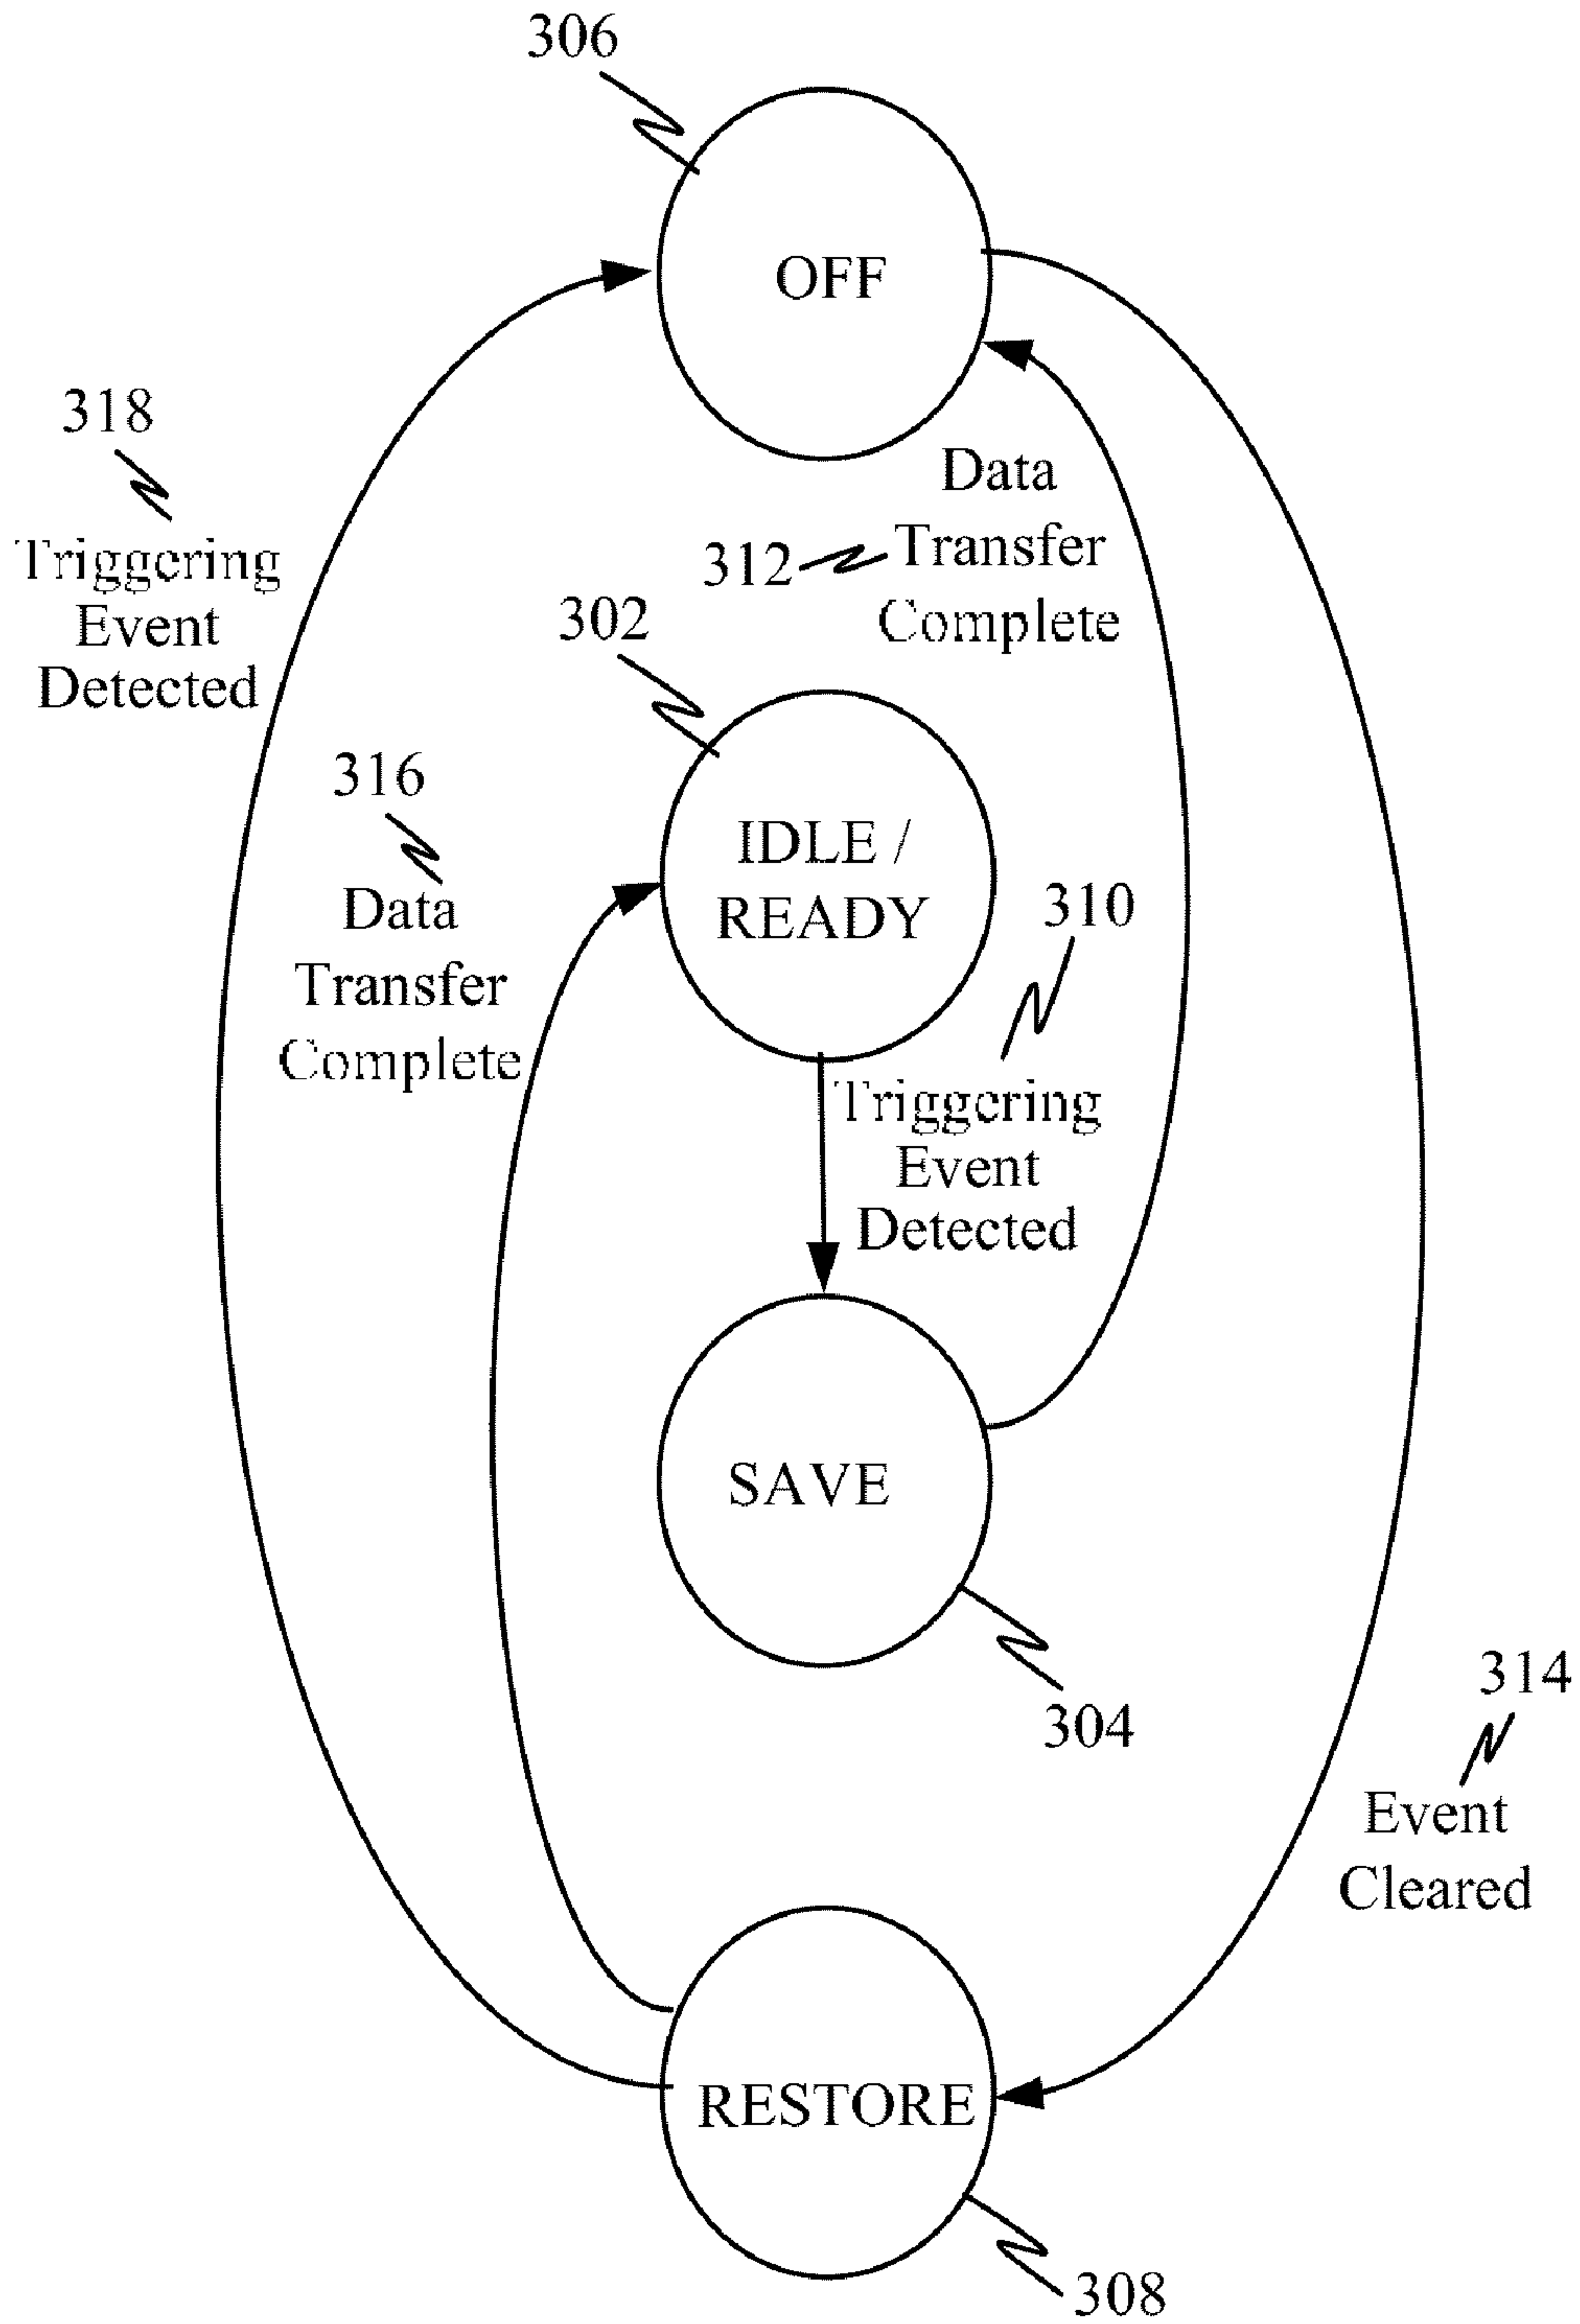 306
OFF
318
Triggering
Event
Detected
Data
312 Transfer
Complete
302
IDLE /
READY
316
Data
Transfer
Complete
310
Triggering
Event
Detected
SAVE
304
314
Event
Cleared
RESTORE
308